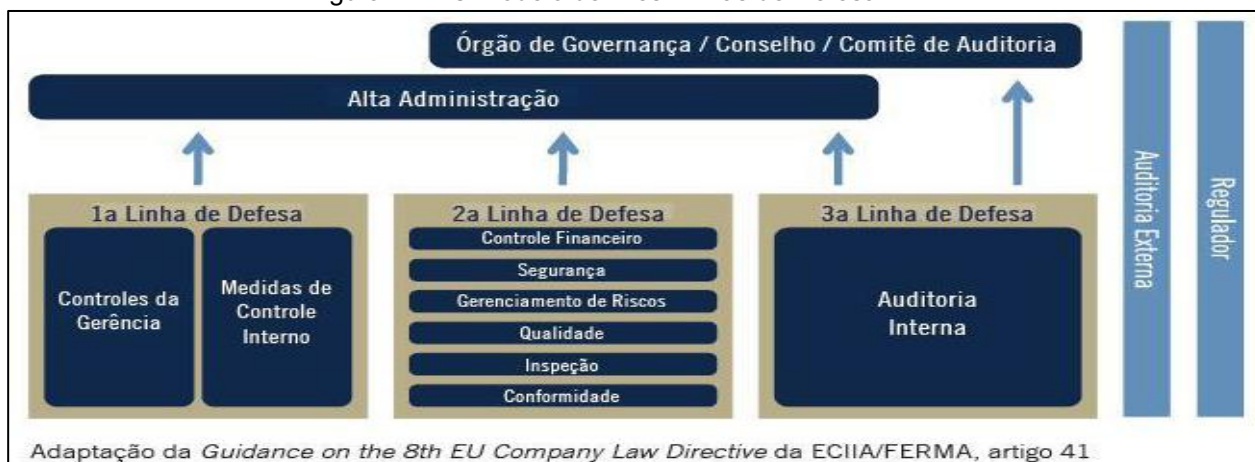 Órgão de Governança / Conselho / Comitê de Auditoria
Alta Administração
1a Linha de Defesa
Controles da
Gerência
Medidas de
Controle
Interno
2a Linha de Defesa
Controle Financeiro
Segurança
Gerenciamento de Riscos
Qualidade
Inspeção
Conformidade
3a Linha de Defesa
Auditoria
Interna
Auditoria Externa
Regulador
Adaptação da Guidance on the 8th EU Company Law Directive da ECIIA/FERMA, artigo 41